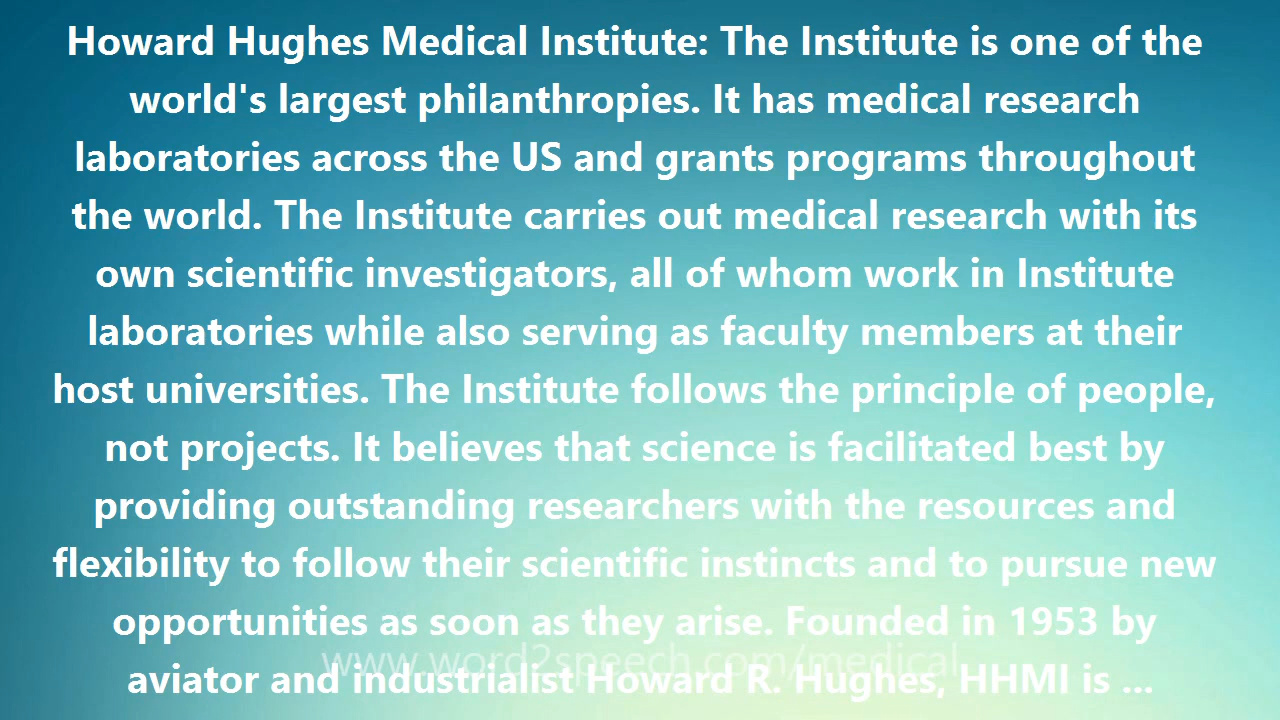 Howard Hughes Medical Institute: The Institute is one of the
world's largest philanthropies. It has medical research
laboratories across the US and grants programs throughout
the world. The Institute carries out medical research with its
own scientific investigators, all of whom work in Institute
laboratories while also serving as faculty members at their
host universities. The Institute follows the principle of people,
not projects. It believes that science is facilitated best by
providing outstanding researchers with the resources and
flexibility to follow their scientific instincts and to pursue new
opportunities as soon as they arise. Founded in 1953 by
www.word2speech.com/medical
aviator and industrialist Howard R. Hughes, HHMI is ...